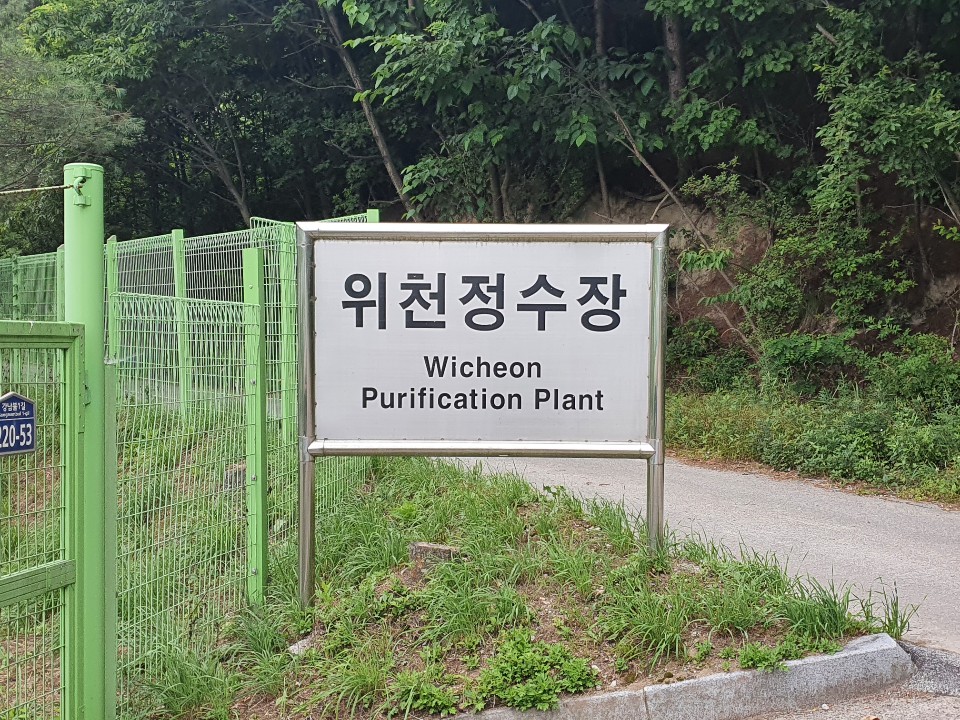 위천정수장
Wicheon
Purification Plant
220-53